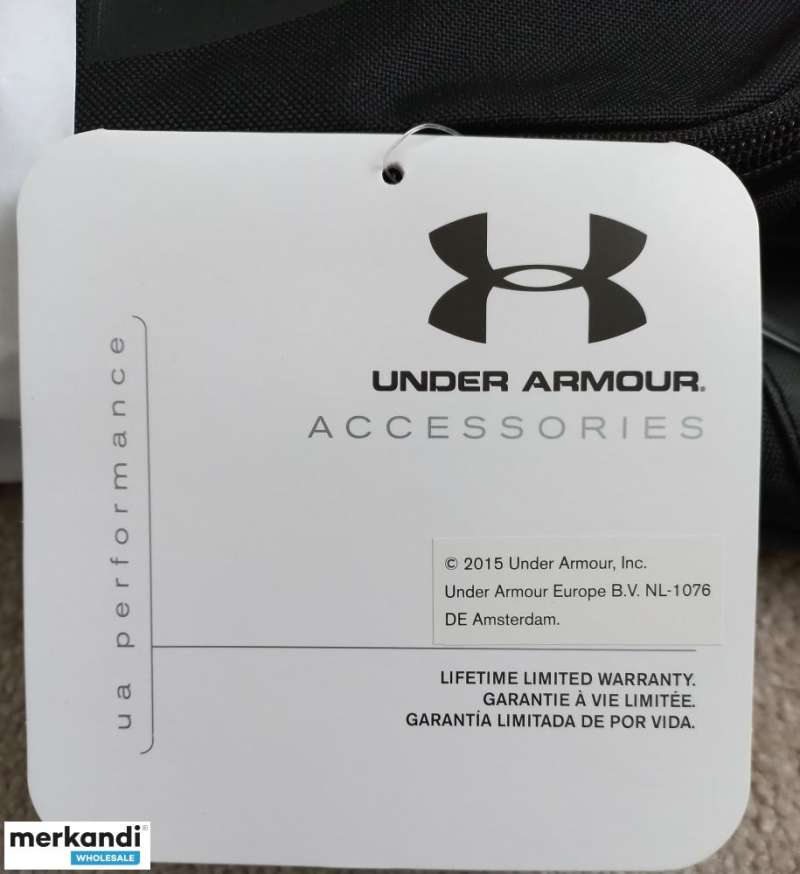 UNDER ARMOUR.
ACCESSORIES
ua performance
© 2015 Under Armour, Inc.
Under Armour Europe B.V. NL-1076
DE Amsterdam.
LIFETIME LIMITED WARRANTY.
GARANTIE À VIE LIMITÉE.
GARANTÍA LIMITADA DE POR VIDA.
merkandi®
WHOLESALE